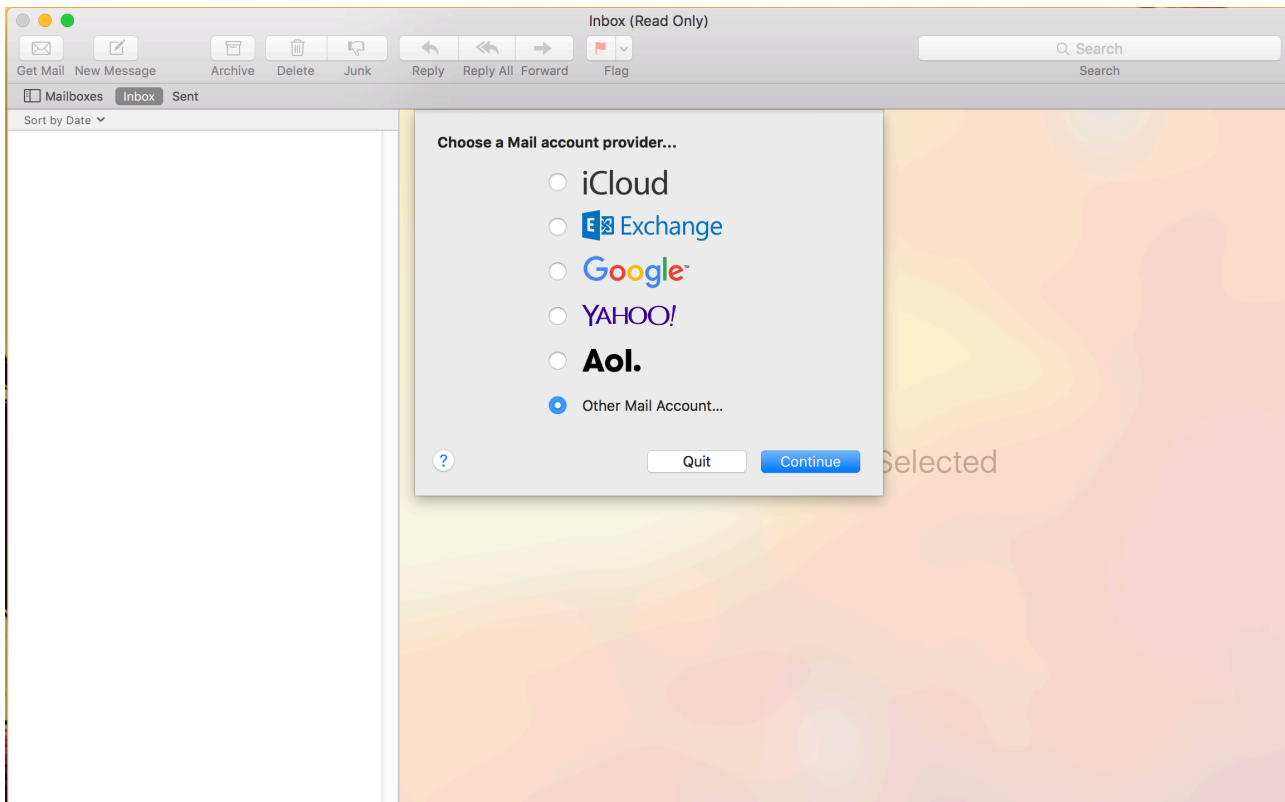 Inbox (Read Only)
Search
Get Mail New Message Archive Delete Junk Reply Reply All Forward Flag Search
Mailboxes Inbox Sent
Sort by Date
Choose a Mail account provider...
iCloud
E Exchange
Google™
YAHOO!
Aol.
Other Mail Account...
? Quit Continue
Selected